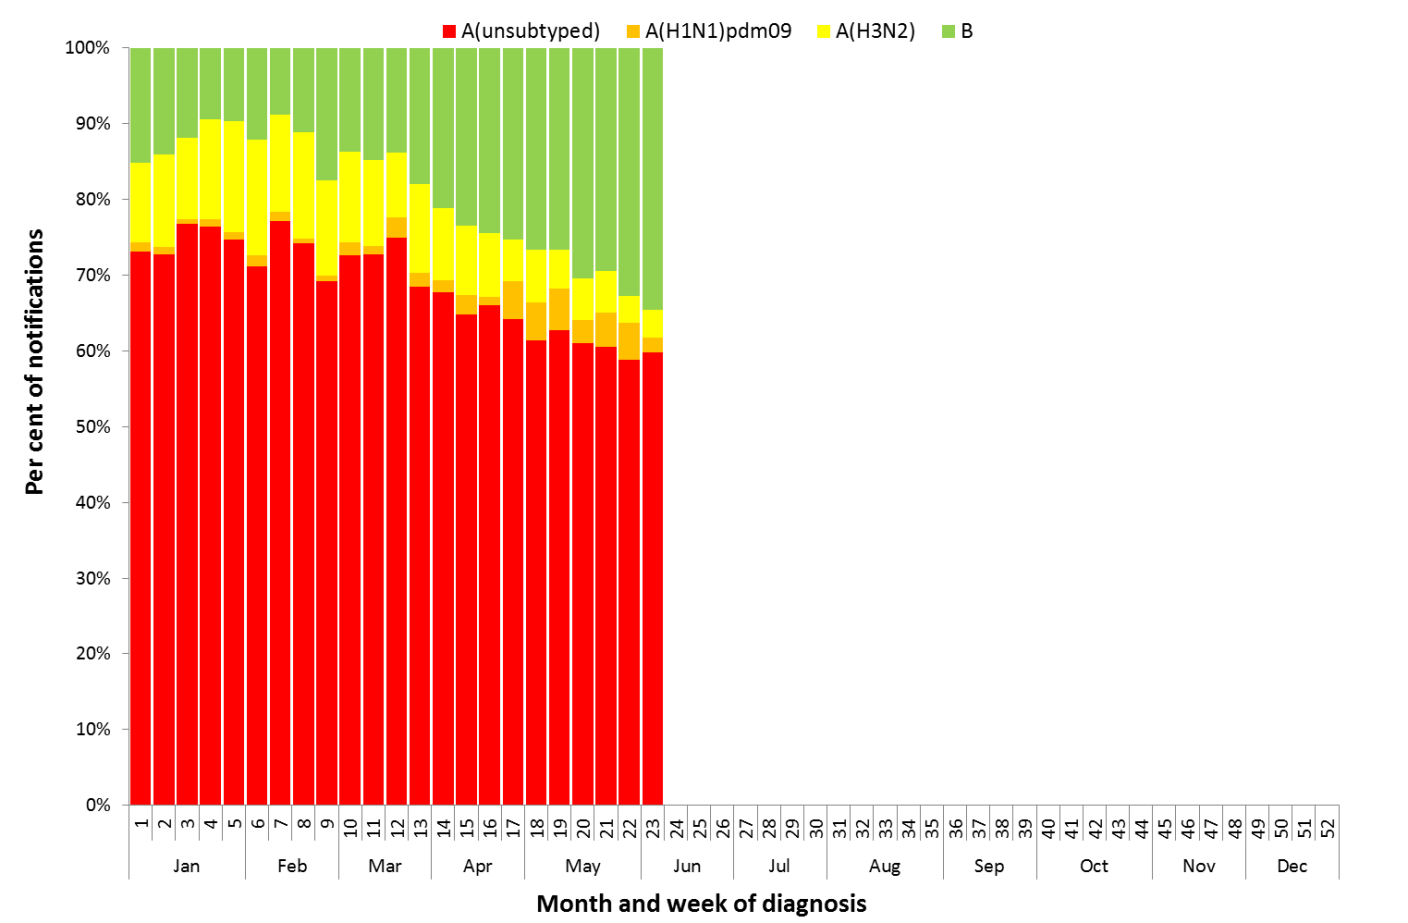 A(unsubtyped) A(H1N1)pdm09 A(H3N2) B
100%
90%
80%
70%
60%
50%
40%
30%
20%
10%
0%
Per cent of notifications
1 2 3 4 5 6 7 8 9 10 11 12 13 14 15 16 17 18 19 20 21 22 23 24 25 26 27 28 29 30 31 32 33 34 35 36 37 38 39 40 41 42 43 44 45 46 47 48 49 50 51 52
Jan Feb Mar Apr May Jun Jul Aug Sep Oct Nov Dec
Month and week of diagnosis